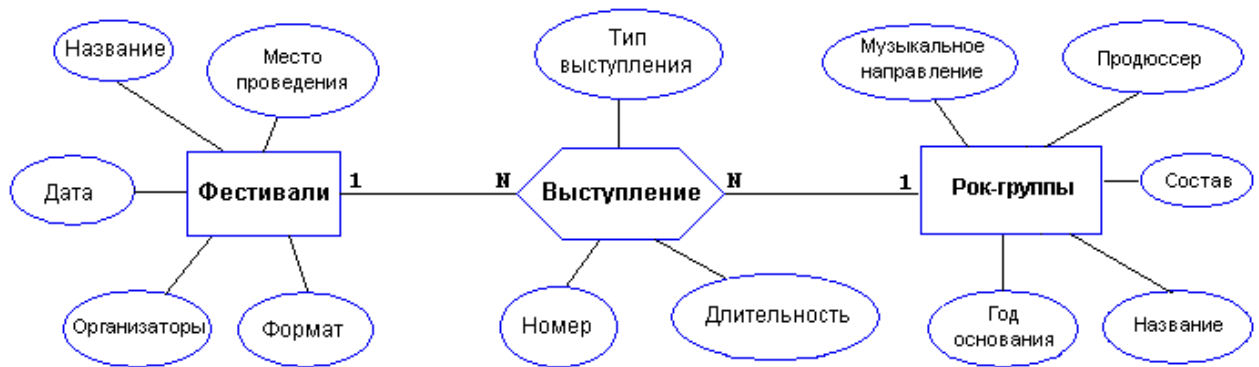 Название
Место
проведения
Дата
Фестивали
Организаторы
Формат
1
N
Тип
выступления
Выступление
Номер
Длительность
N
1
Музыкальное
направление
Продюссер
Рок-группы
Состав
Год
основания
Название